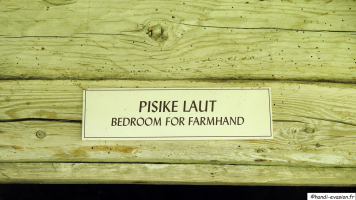 PISIKE LAUT
BEDROOM FOR FARMHAND
©handi-evasion.fr